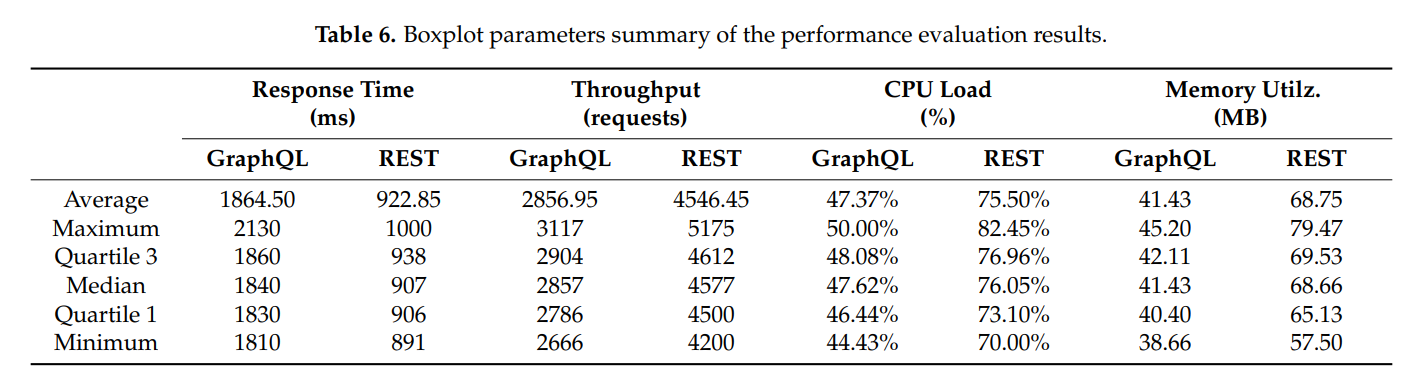 Table 6. Boxplot parameters summary of the performance evaluation results.
Response Time Throughput CPU Load Memory Utilz.
(ms) (requests) (%) (MB)
GraphQL REST GraphQL REST GraphQL REST GraphQL REST
Average 1864.50 922.85 2856.95 4546.45 47.37% 75.50% 41.43 68.75
Maximum 2130 1000 3117 5175 50.00% 82.45% 45.20 79.47
Quartile 3 1860 938 2904 4612 48.08% 76.96% 42.11 69.53
Median 1840 907 2857 4577 47.62% 76.05% 41.43 68.66
Quartile 1 1830 906 2786 4500 46.44% 73.10% 40.40 65.13
Minimum 1810 891 2666 4200 44.43% 70.00% 38.66 57.50